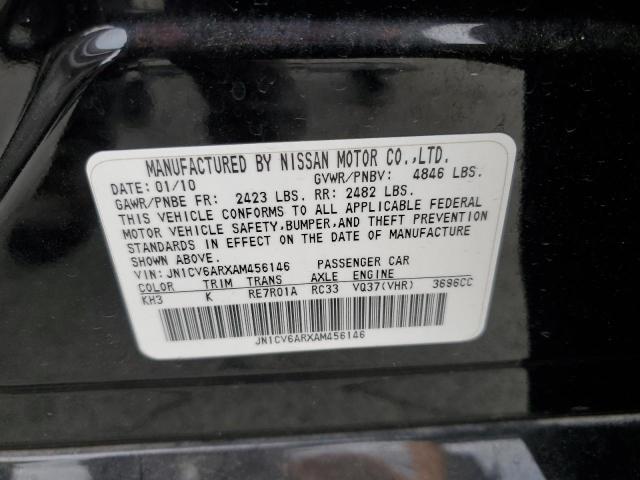 MANUFACTURED BY NISSAN MOTOR CO.,LTD.
DATE: 01/10 GVWR/PNBV: 4846 LBS.
GAWR/PNBE FR: 2423 LBS. RR: 2482 LBS.
THIS VEHICLE CONFORMS TO ALL APPLICABLE FEDERAL
MOTOR VEHICLE SAFETY,BUMPER,AND THEFT PREVENTION
STANDARDS IN EFFECT ON THE DATE OF MANUFACTURE
SHOWN ABOVE.
VIN: JN1CV6ARXAM456146 PASSENGER CAR
COLOR TRIM TRANS AXLE ENGINE
KH3 K RE7R01A RC33 VQ37(VHR) 3696CC
JN1CV6ARXAM456146